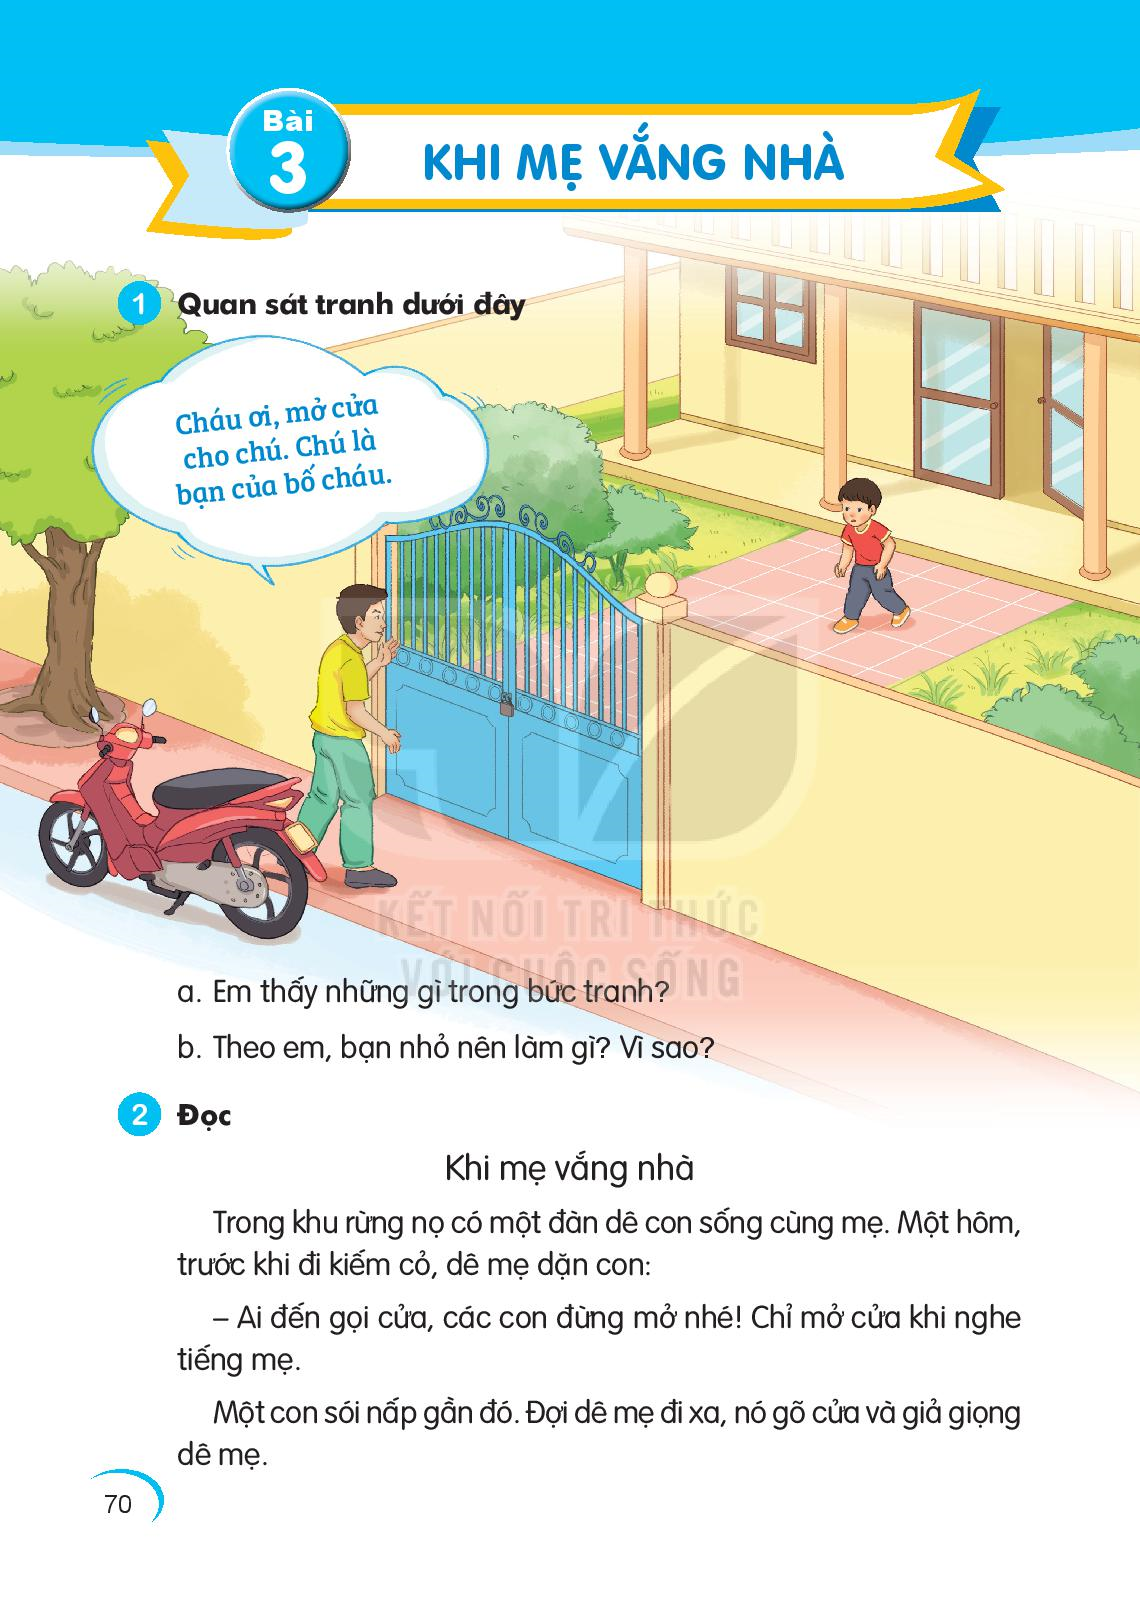 Bài
3
KHI MẸ VẮNG NHÀ
1 Quan sát tranh dưới đây
Cháu ơi, mở cửa
cho chú. Chú là
bạn của bố cháu.
KẾT NỐI TRI THỨC
VỚI CUỘC SỐNG
a. Em thấy những gì trong bức tranh?
b. Theo em, bạn nhỏ nên làm gì? Vì sao?
2 Đọc
Khi mẹ vắng nhà
Trong khu rừng nọ có một đàn dê con sống cùng mẹ. Một hôm,
trước khi đi kiếm cỏ, dê mẹ dặn con:
– Ai đến gọi cửa, các con đừng mở nhé! Chỉ mở cửa khi nghe
tiếng mẹ.
Một con sói nấp gần đó. Đợi dê mẹ đi xa, nó gõ cửa và giả giọng
dê mẹ.
70